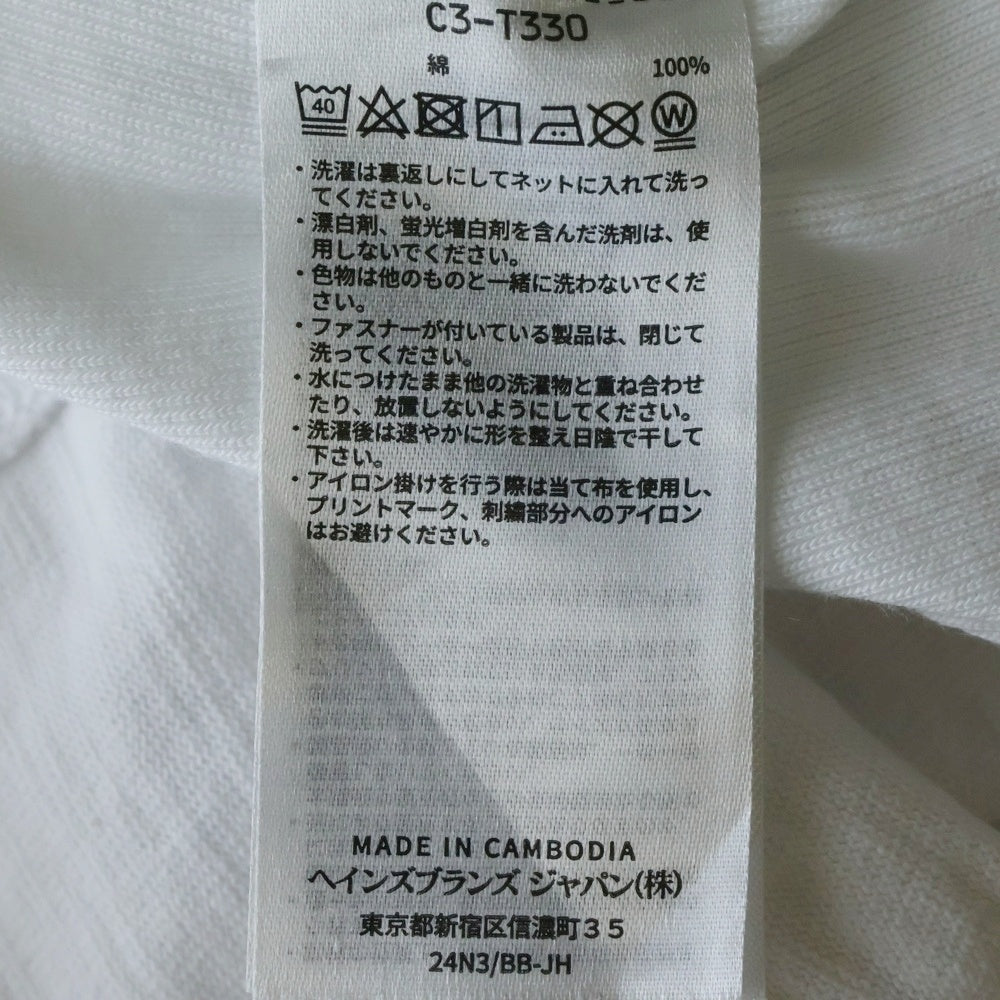 C3-T330
綿 100%
40
W
・洗濯は裏返しにしてネットに入れて洗っ
てください。
・漂白剤、蛍光増白剤を含んだ洗剤は、使
用しないでください。
・色物は他のものと一緒に洗わないでくだ
さい。
・ファスナーが付いている製品は、閉じて
洗ってください。
・水につけたまま他の洗濯物と重ね合わせ
たり、放置しないようにしてください。
・洗濯後は速やかに形を整え日陰で干して
下さい。
・アイロン掛けを行う際は当て布を使用し、
プリントマーク、刺繍部分へのアイロン
はお避けください。
MADE IN CAMBODIA
ヘインズブランズ ジャパン(株)
東京都新宿区信濃町35
24N3/BB-JH